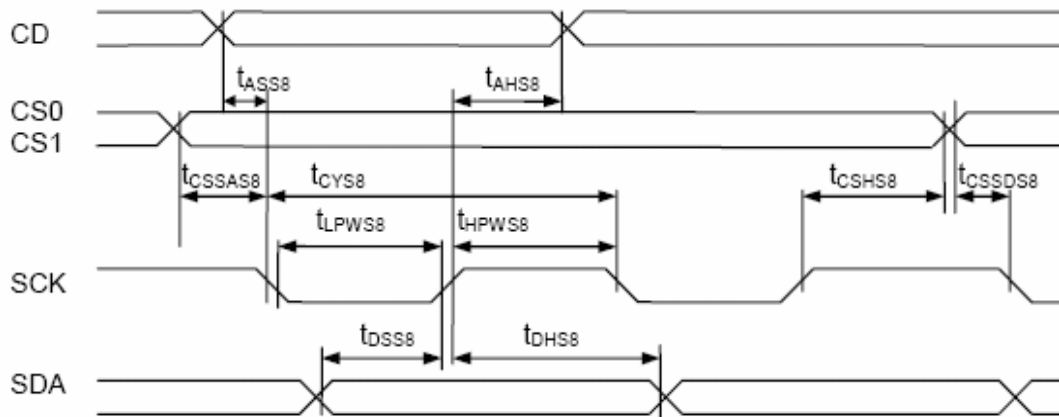 CD
tASS8 tAHS8
CS0
CS1
tCSSAS8 tCYS8 tCSHS8 tCSSDS8
tLPWS8 tHPWS8
SCK
tDSS8 tDHS8
SDA